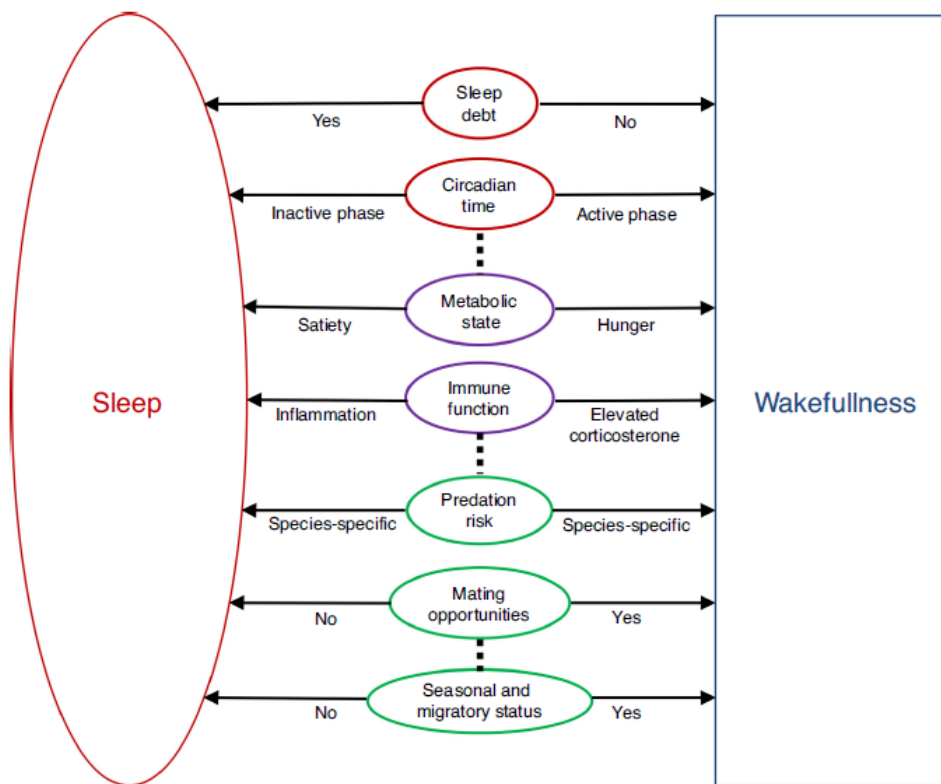 Sleep
debt
Yes
No
Circadian
time
Inactive phase
Active phase
Metabolic
state
Satiety
Hunger
Immune
function
Inflammation
Elevated
corticosterone
Sleep
Wakefullness
Predation
risk
Species-specific
Species-specific
Mating
opportunities
No
Yes
Seasonal and
migratory status
No
Yes